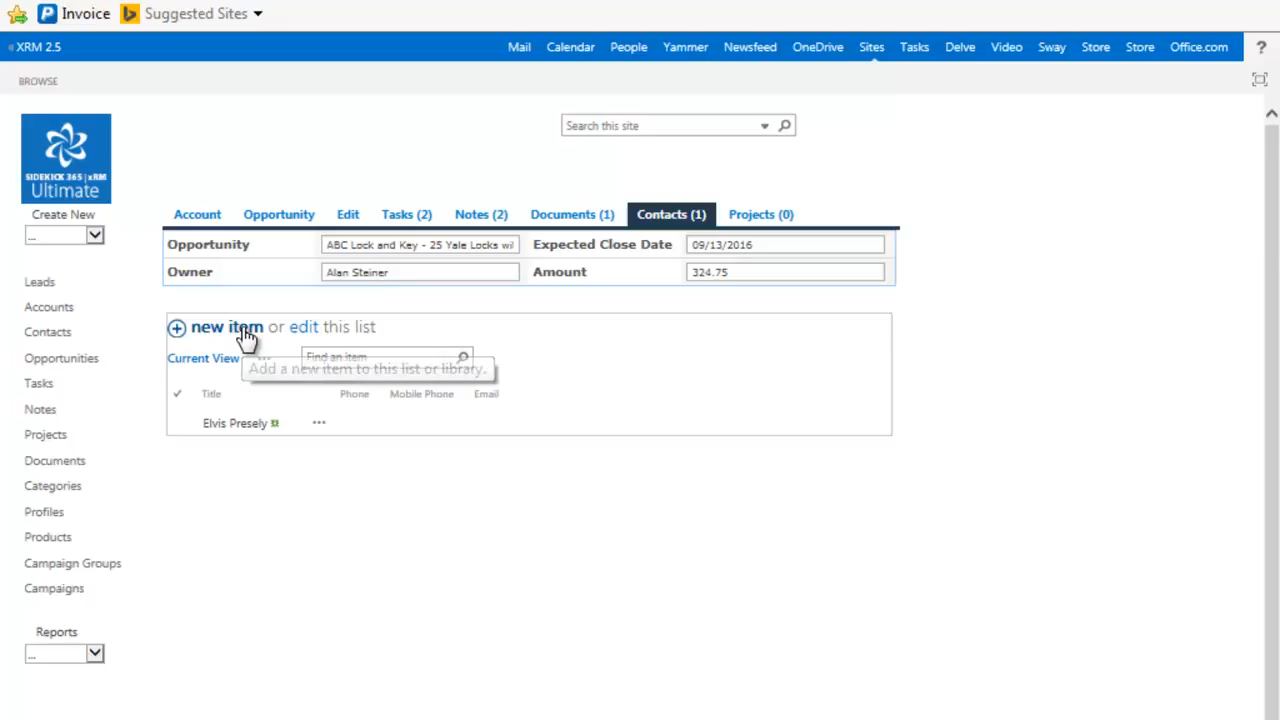 Invoice Suggested Sites
XRM 2.5 Mail Calendar People Yammer Newsfeed OneDrive Sites Tasks Delve Video Sway Store Store Office.com ?
BROWSE
Search this site
SIDEKICK 365 | xRM
Ultimate
Create New
...
Account Opportunity Edit Tasks (2) Notes (2) Documents (1) Contacts (1) Projects (0)
Opportunity ABC Lock and Key - 25 Yale Locks wi Expected Close Date 09/13/2016
Owner Alan Steiner Amount 324.75
new item or edit this list
Current View ... Find an item
Add a new item to this list or library.
Title Phone Mobile Phone Email
Elvis Presely ...
Leads
Accounts
Contacts
Opportunities
Tasks
Notes
Projects
Documents
Categories
Profiles
Products
Campaign Groups
Campaigns
Reports
...